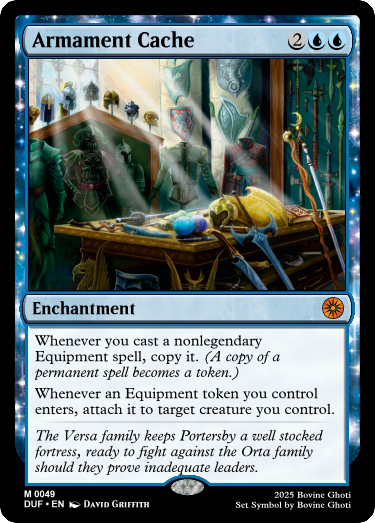 Armament Cache 2
Enchantment
Whenever you cast a nonlegendary
Equipment spell, copy it. (A copy of a
permanent spell becomes a token.)
Whenever an Equipment token you control
enters, attach it to target creature you control.
The Versa family keeps Portersby a well stocked
fortress, ready to fight against the Orta family
should they prove inadequate leaders.
M 0049
DUF • EN DAVID GRIFFITH
2025 Bovine Ghoti
Set Symbol by Bovine Ghoti